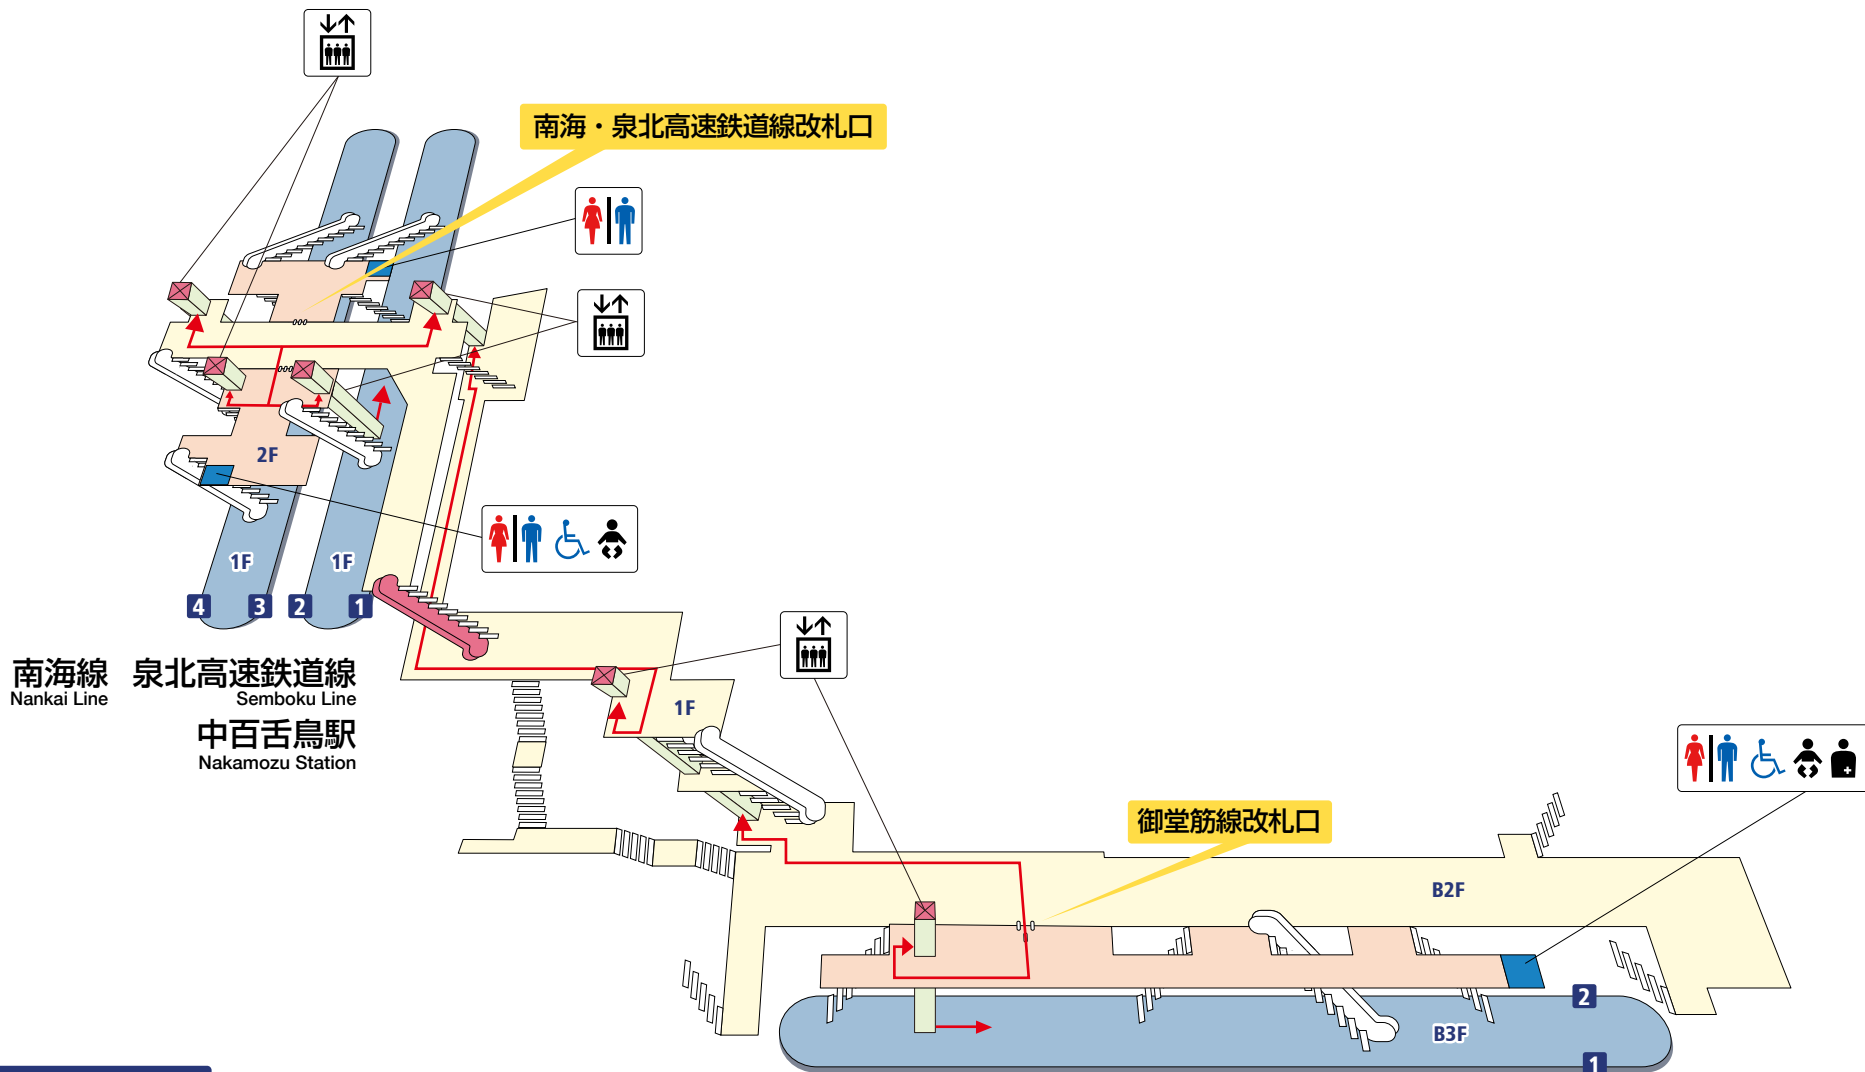 南海・泉北高速鉄道線改札口
2F
1F
1F
4
3
2
1
南海線 泉北高速鉄道線
Nankai Line Semboku Line
中百舌鳥駅
Nakamozu Station
1F
御堂筋線改札口
B2F
2
B3F
1